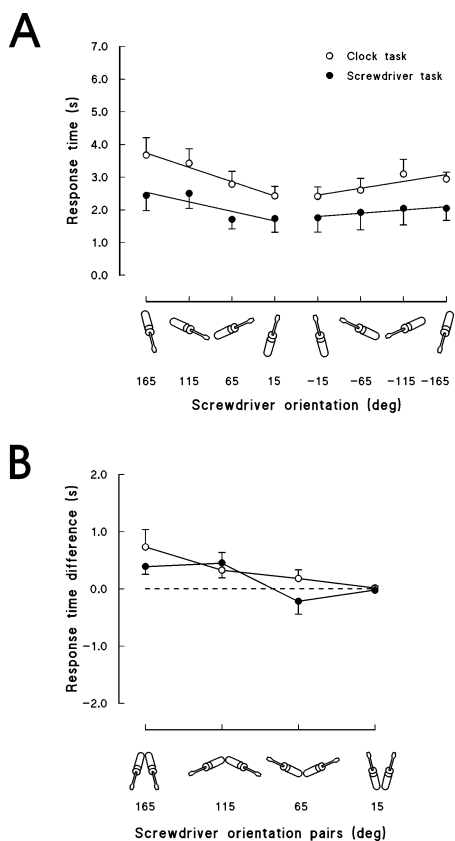 A
7.0
6.0
5.0
4.0
3.0
2.0
1.0
0.0
Response time (s)
Clock task
Screwdriver task
165 115 65 15 −15 −65 −115 −165
Screwdriver orientation (deg)
B
2.0
1.0
0.0
−1.0
−2.0
Response time difference (s)
165 115 65 15
Screwdriver orientation pairs (deg)